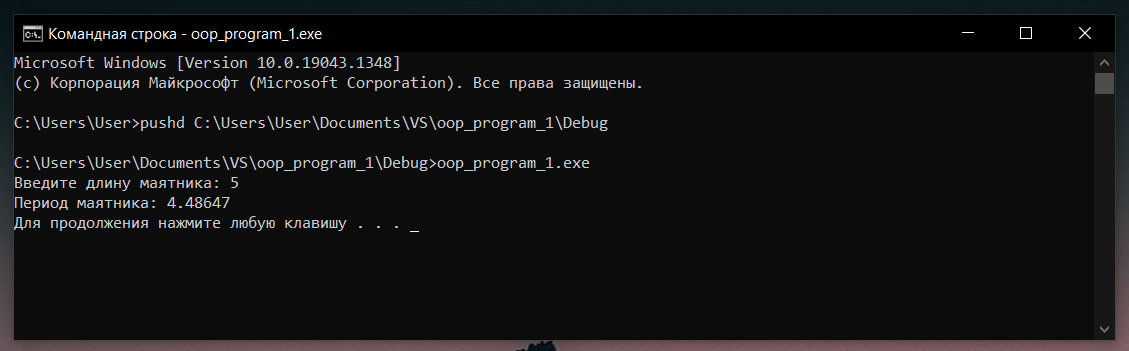 Командная строка - oop_program_1.exe
Microsoft Windows [Version 10.0.19043.1348]
(c) Корпорация Майкрософт (Microsoft Corporation). Все права защищены.
C:\Users\User>pushd C:\Users\User\Documents\VS\oop_program_1\Debug
C:\Users\User\Documents\VS\oop_program_1\Debug>oop_program_1.exe
Введите длину маятника: 5
Период маятника: 4.48647
Для продолжения нажмите любую клавишу . . . _